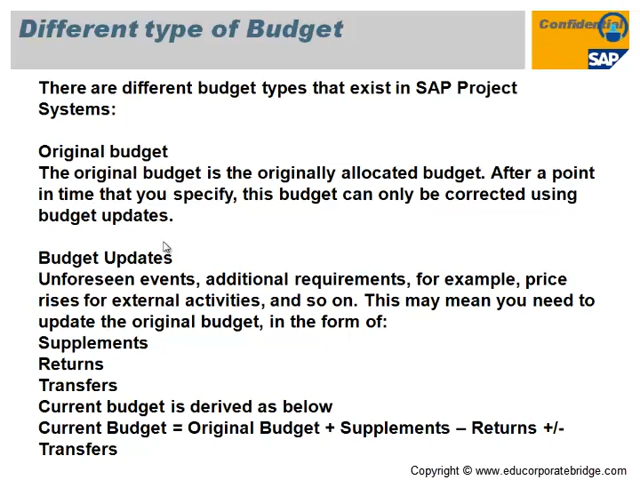 Different type of Budget
Confidential
SAP
There are different budget types that exist in SAP Project
Systems:
Original budget
The original budget is the originally allocated budget. After a point
in time that you specify, this budget can only be corrected using
budget updates.
Budget Updates
Unforeseen events, additional requirements, for example, price
rises for external activities, and so on. This may mean you need to
update the original budget, in the form of:
Supplements
Returns
Transfers
Current budget is derived as below
Current Budget = Original Budget + Supplements – Returns +/-
Transfers
Copyright © www.educorporatebridge.com